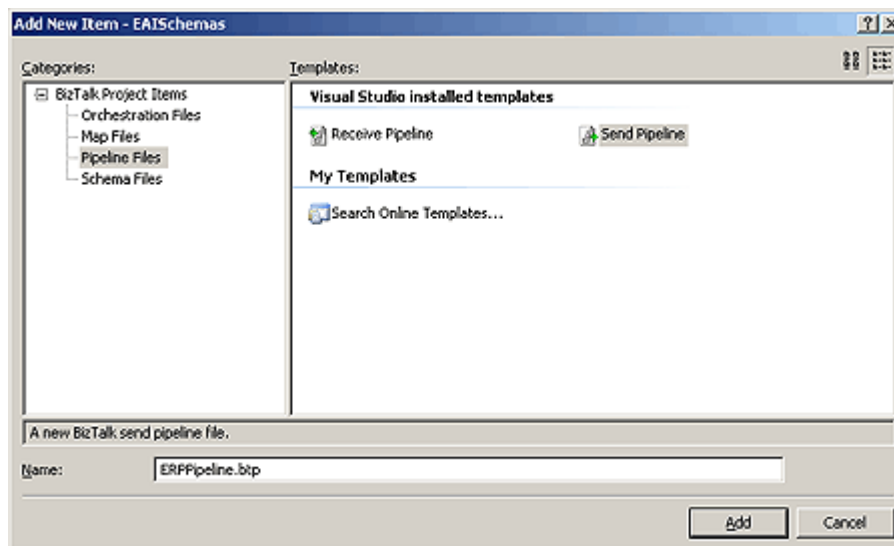 Add New Item - EAISchemas
Categories:
Templates:
BizTalk Project Items
Orchestration Files
Map Files
Pipeline Files
Schema Files
Visual Studio installed templates
Receive Pipeline
Send Pipeline
My Templates
Search Online Templates...
A new BizTalk send pipeline file.
Name:
ERPPipeline.btp
Add
Cancel